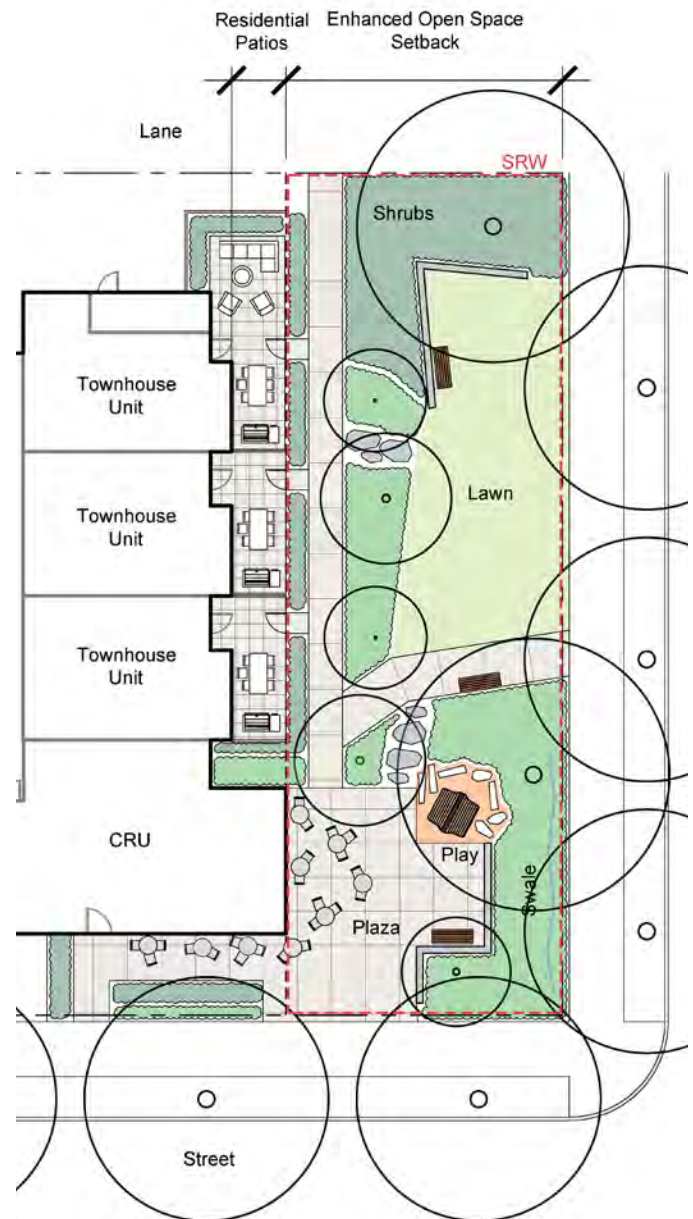 Residential
Patios
Enhanced Open Space
Setback
Lane
SRW
Shrubs
Townhouse
Unit
Lawn
Townhouse
Unit
Townhouse
Unit
CRU
Play
Swale
Plaza
Street